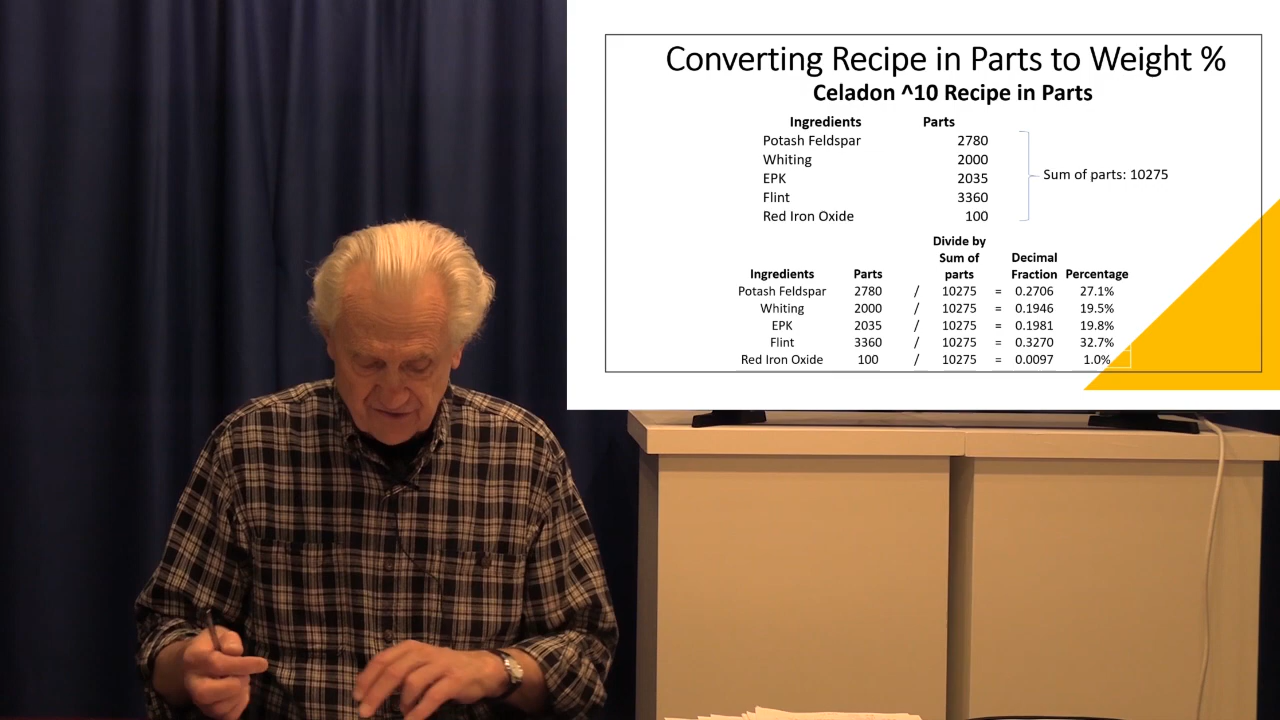 Converting Recipe in Parts to Weight %
Celadon ^10 Recipe in Parts
Ingredients Parts
Potash Feldspar 2780
Whiting 2000
EPK 2035
Flint 3360
Red Iron Oxide 100
Sum of parts: 10275
Ingredients Parts Divide by Sum of parts Decimal Fraction Percentage
Potash Feldspar 2780 / 10275 = 0.2706 27.1%
Whiting 2000 / 10275 = 0.1946 19.5%
EPK 2035 / 10275 = 0.1981 19.8%
Flint 3360 / 10275 = 0.3270 32.7%
Red Iron Oxide 100 / 10275 = 0.0097 1.0%